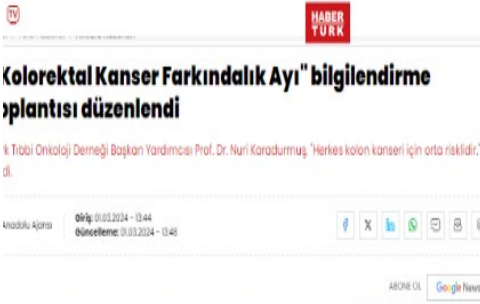 TV
HABER
TÜRK
Kolorektal Kanser Farkındalık Ayı" bilgilendirme
oplantısı düzenlendi
rk Tıbbi Onkoloji Derneği Başkan Yardımcısı Prof. Dr. Nuri Karadurmuş, "Herkes kolon kanseri için orta risklidir."
di.
Anadolu Ajansı
Giriş: 01.03.2024 - 13:44
Güncelleme: 01.03.2024 - 13:48
ABONE OL
Google News